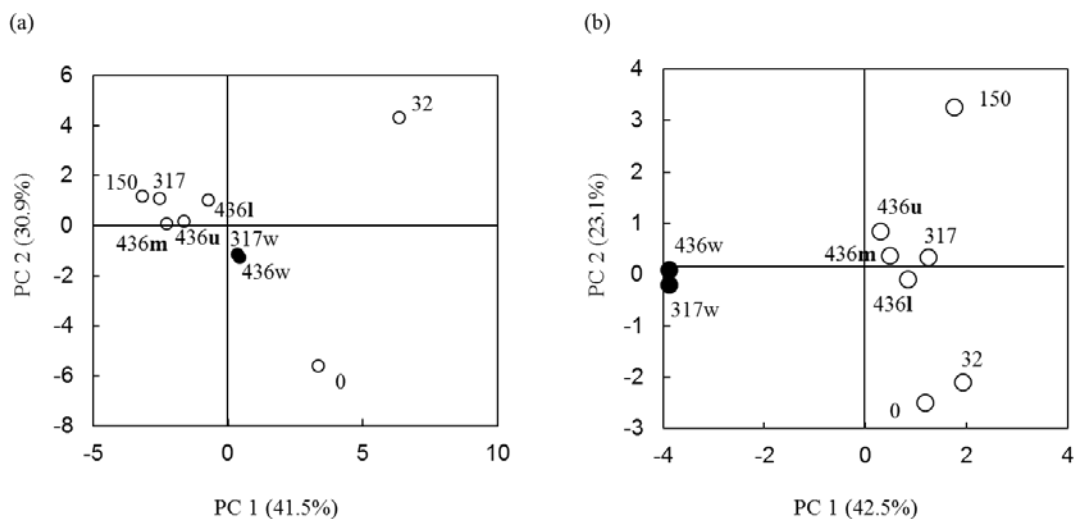 (a)
PC 2 (30.9%)
6
4
2
0
-2
-4
-6
-8
-5
0
5
10
PC 1 (41.5%)
32
150
317
436l
436m
436u
317w
436w
0
(b)
PC 2 (23.1%)
4
3
2
1
0
-1
-2
-3
-4
-2
0
2
4
PC 1 (42.5%)
150
436u
317
436m
436w
436l
317w
32
0